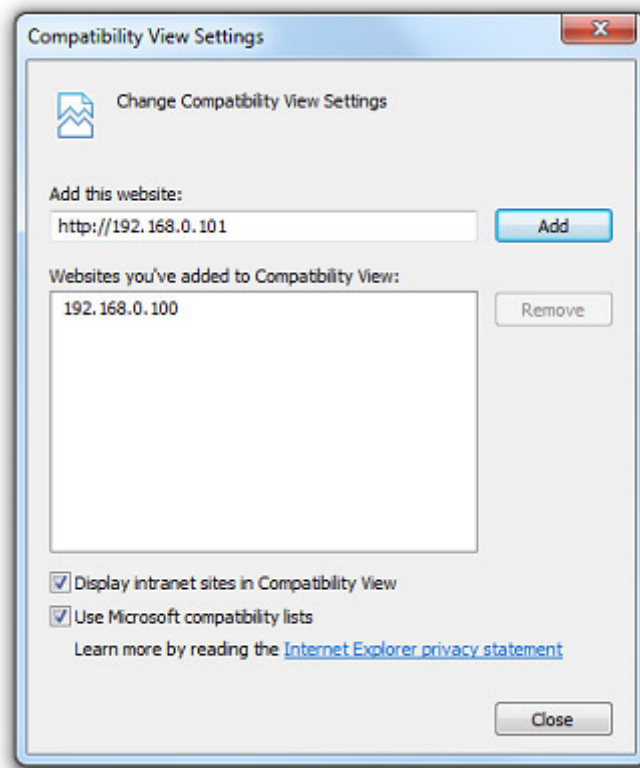 Compatibility View Settings
Change Compatibility View Settings
Add this website:
http://192.168.0.101
Add
Websites you've added to Compatibility View:
192.168.0.100
Remove
Display intranet sites in Compatibility View
Use Microsoft compatibility lists
Learn more by reading the Internet Explorer privacy statement
Close